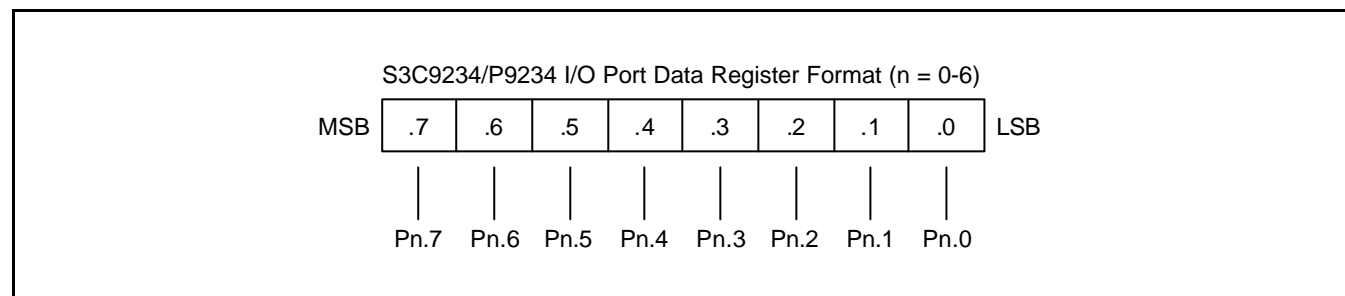 S3C9234/P9234 I/O Port Data Register Format (n = 0-6)
MSB .7 .6 .5 .4 .3 .2 .1 .0 LSB
Pn.7 Pn.6 Pn.5 Pn.4 Pn.3 Pn.2 Pn.1 Pn.0